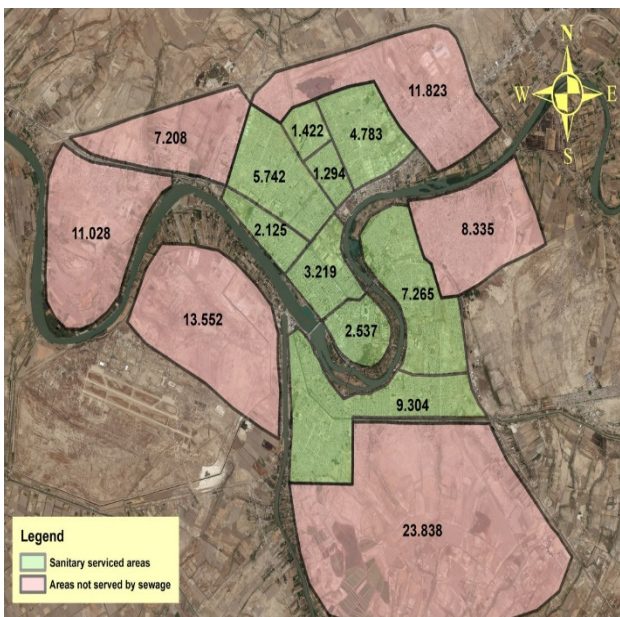 N
W E
S
11.823
1.422
4.783
7.208
1.294
5.742
11.028
2.125
8.335
3.219
7.265
13.552
2.537
9.304
23.838
Legend
Sanitary serviced areas
Areas not served by sewage